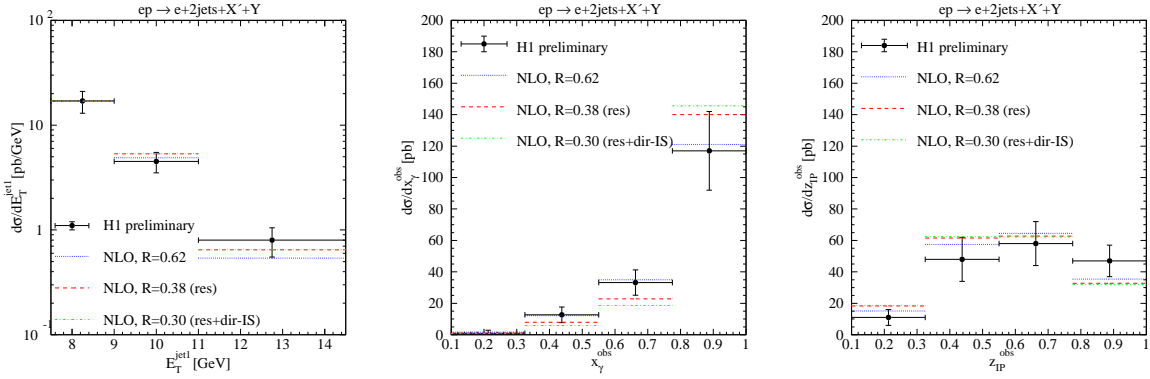 ep → e+2jets+X´+Y
dσ/dE_T^jet1 [pb/GeV]
10^2
10
1
10^-1
H1 preliminary
NLO, R=0.62
NLO, R=0.38 (res)
NLO, R=0.30 (res+dir-IS)
8 9 10 11 12 13 14
E_T^jet1 [GeV]
ep → e+2jets+X´+Y
dσ/dx_γ^obs [pb]
200
180
160
140
120
100
80
60
40
20
0
H1 preliminary
NLO, R=0.62
NLO, R=0.38 (res)
NLO, R=0.30 (res+dir-IS)
0.1 0.2 0.3 0.4 0.5 0.6 0.7 0.8 0.9 1
x_γ^obs
ep → e+2jets+X´+Y
dσ/dz_IP^obs [pb]
200
180
160
140
120
100
80
60
40
20
0
H1 preliminary
NLO, R=0.62
NLO, R=0.38 (res)
NLO, R=0.30 (res+dir-IS)
0.1 0.2 0.3 0.4 0.5 0.6 0.7 0.8 0.9 1
z_IP^obs